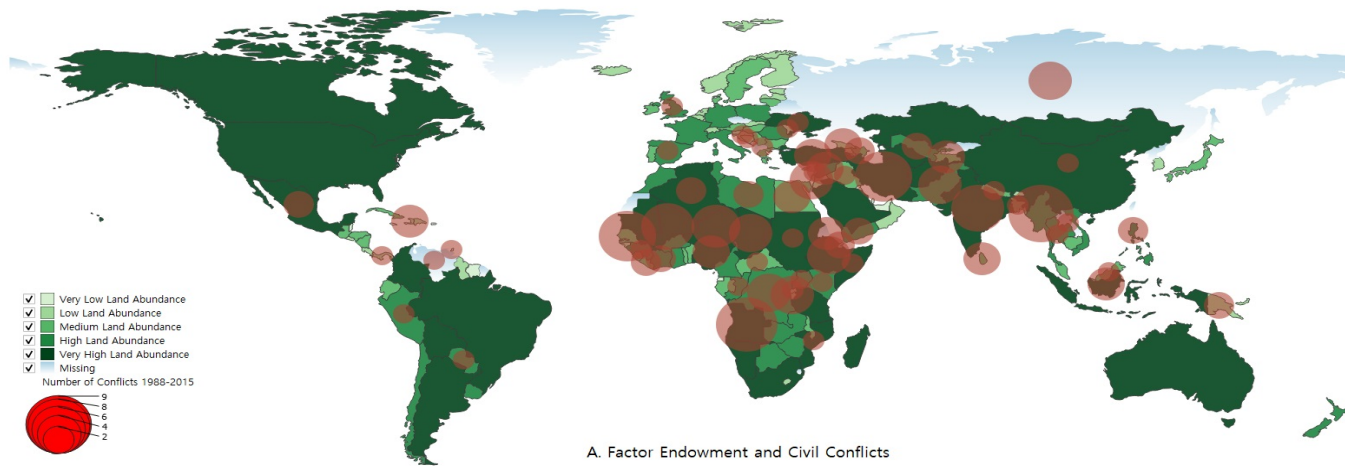 Very Low Land Abundance
Low Land Abundance
Medium Land Abundance
High Land Abundance
Very High Land Abundance
Missing
Number of Conflicts 1988-2015
9
8
6
4
2
A. Factor Endowment and Civil Conflicts